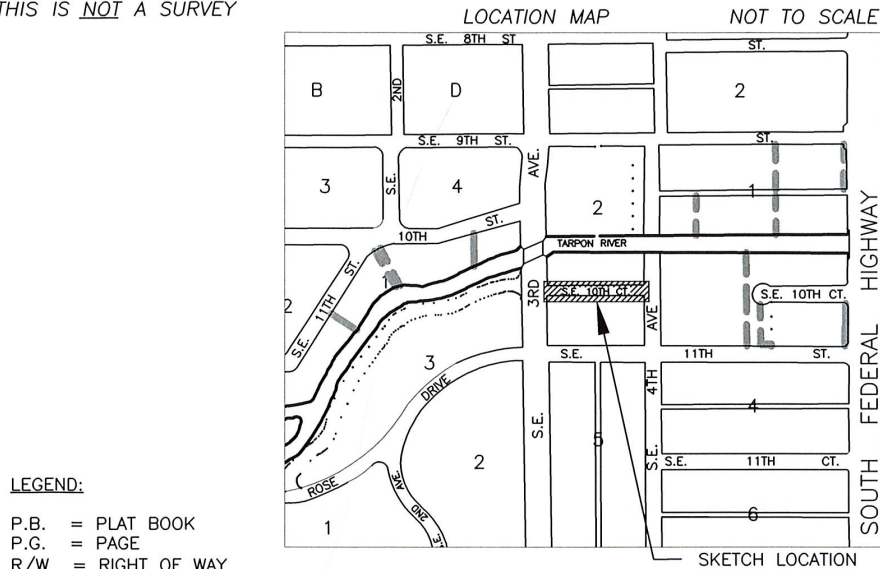 THIS IS NOT A SURVEY
LOCATION MAP
NOT TO SCALE
S.E. 8TH ST
ST.
B
2ND
D
2
S.E. 9TH ST.
ST.
AVE.
3
S.E.
4
2
1
10TH ST.
TARPON RIVER
HIGHWAY
2
S.E. 11TH ST.
1
3RD
S.E. 10TH CT.
AVE
S.E. 10TH CT.
S.E.
11TH
ST.
3
DRIVE
4TH
4
FEDERAL
S.E.
5
2
S.E.
S.E. 11TH CT.
ROSE
2ND AVE.
S.E.
6
1
SOUTH
SKETCH LOCATION
LEGEND:
P.B. = PLAT BOOK
P.G. = PAGE
R/W = RIGHT OF WAY